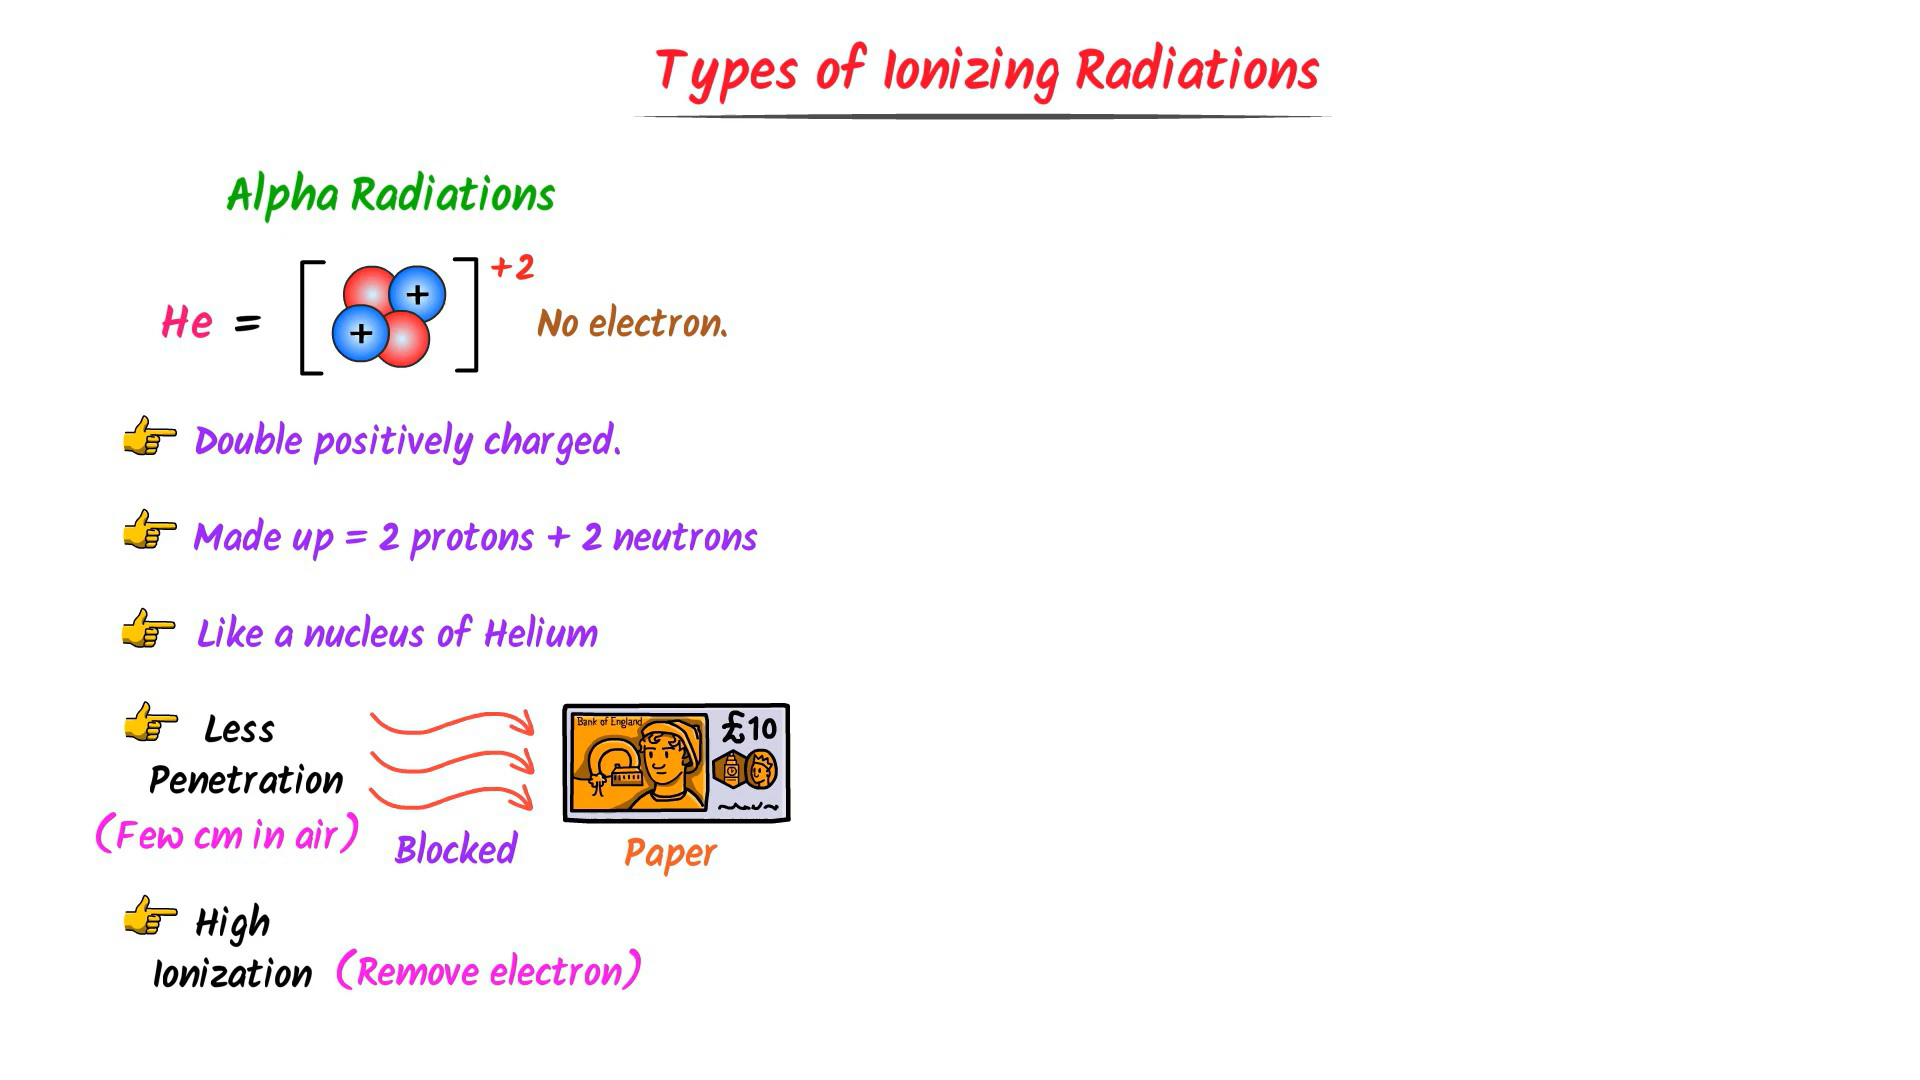 Types of Ionizing Radiations
Alpha Radiations
He = [ + + ] +2 No electron.
Double positively charged.
Made up = 2 protons + 2 neutrons
Like a nucleus of Helium
Less
Penetration
(Few cm in air)
Blocked
Bank of England
£10
Paper
High
Ionization (Remove electron)